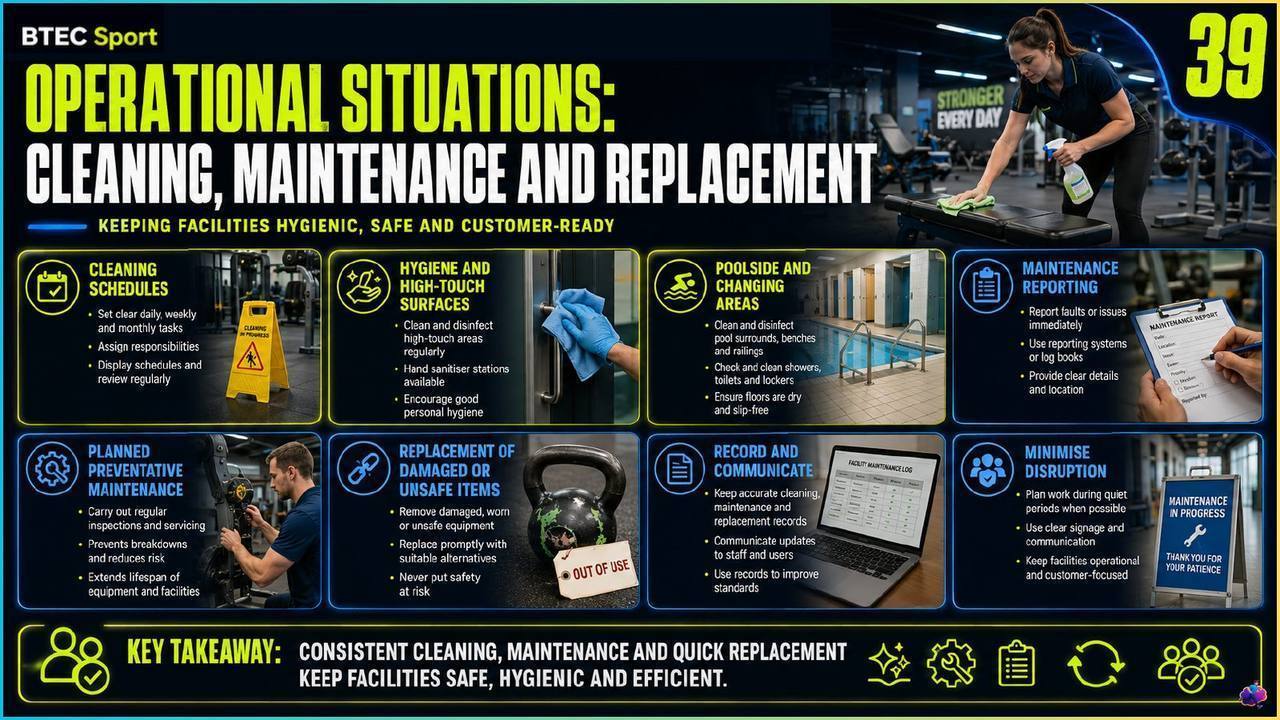 BTEC Sport
39
OPERATIONAL SITUATIONS:
CLEANING, MAINTENANCE AND REPLACEMENT
KEEPING FACILITIES HYGIENIC, SAFE AND CUSTOMER-READY
STRONGER
EVERY DAY
CLEANING
SCHEDULES
• Set clear daily, weekly
and monthly tasks
• Assign responsibilities
• Display schedules and
review regularly
CLEANING
IN PROGRESS
HYGIENE AND
HIGH-TOUCH
SURFACES
• Clean and disinfect
high-touch areas
regularly
• Hand sanitiser stations
available
• Encourage good
personal hygiene
POOLSIDE AND
CHANGING
AREAS
• Clean and disinfect
pool surrounds, benches
and railings
• Check and clean showers,
toilets and lockers
• Ensure floors are dry
and slip-free
MAINTENANCE
REPORTING
• Report faults or issues
immediately
• Use reporting systems
or log books
• Provide clear details
and location
MAINTENANCE REPORT
Date:
Location:
Reported by:
PLANNED
PREVENTATIVE
MAINTENANCE
• Carry out regular
inspections and servicing
• Prevents breakdowns
and reduces risk
• Extends lifespan of
equipment and facilities
REPLACEMENT OF
DAMAGED OR
UNSAFE ITEMS
• Remove damaged, worn
or unsafe equipment
• Replace promptly with
suitable alternatives
• Never put safety
at risk
OUT OF USE
RECORD AND
COMMUNICATE
• Keep accurate cleaning,
maintenance and
replacement records
• Communicate updates
to staff and users
• Use records to improve
standards
FACILITY MAINTENANCE LOG
MINIMISE
DISRUPTION
• Plan work during quiet
periods when possible
• Use clear signage and
communication
• Keep facilities operational
and customer-focused
MAINTENANCE
IN PROGRESS
THANK YOU FOR
YOUR PATIENCE
KEY TAKEAWAY:
CONSISTENT CLEANING, MAINTENANCE AND QUICK REPLACEMENT
KEEP FACILITIES SAFE, HYGIENIC AND EFFICIENT.